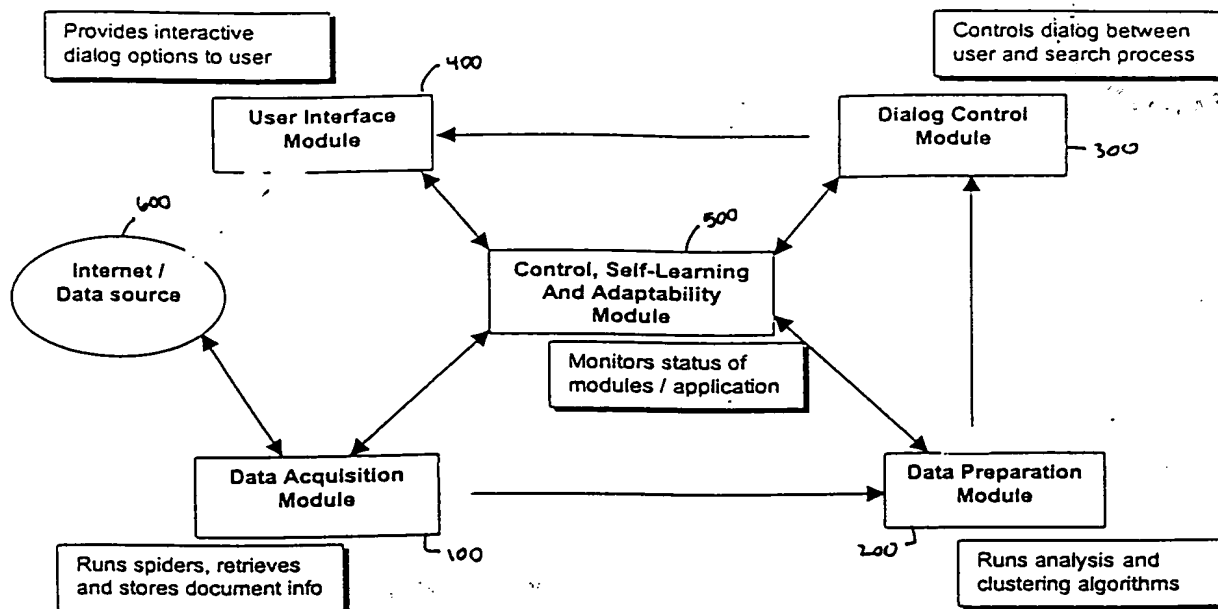 Provides interactive
dialog options to user
Controls dialog between
user and search process
400
User Interface
Module
Dialog Control
Module
300
600
500
Internet /
Data source
Control, Self-Learning
And Adaptability
Module
Monitors status of
modules / application
Data Acquisition
Module
Data Preparation
Module
100
200
Runs spiders, retrieves
and stores document info
Runs analysis and
clustering algorithms